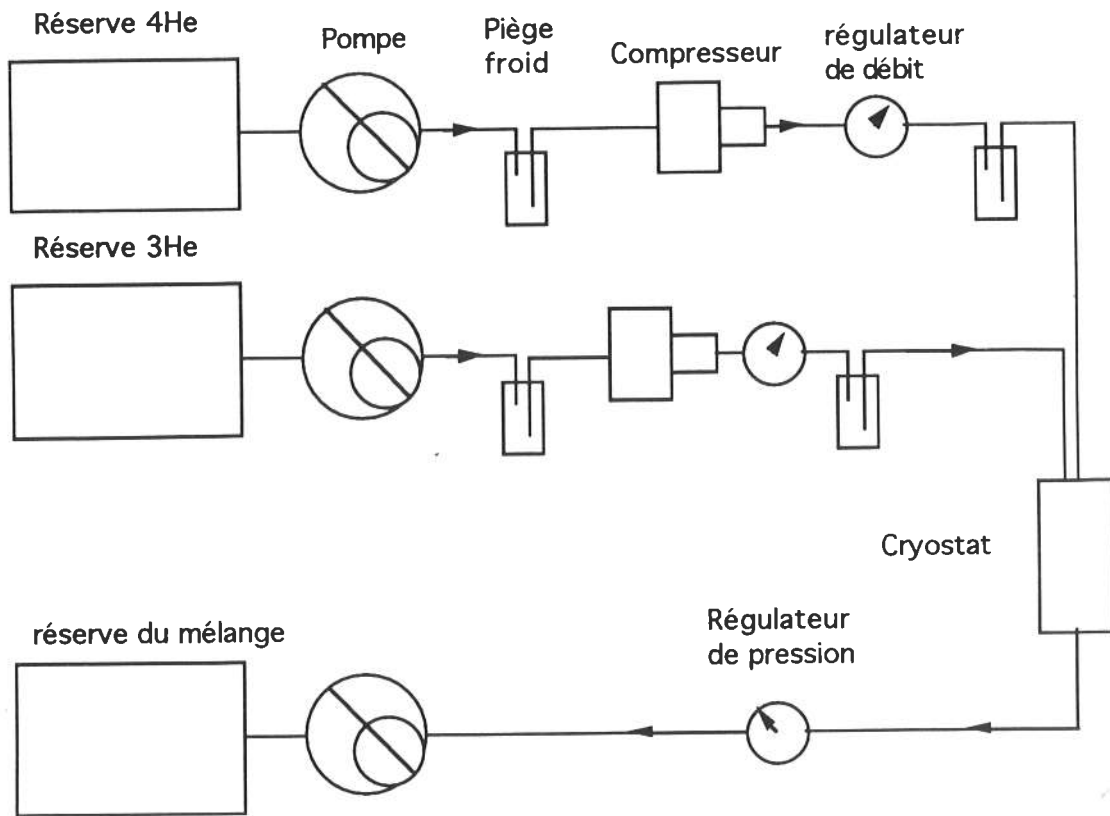 Réserve 4He
Pompe
Piège
froid
Compresseur
régulateur
de débit
Réserve 3He
Cryostat
Régulateur
de pression
réserve du mélange